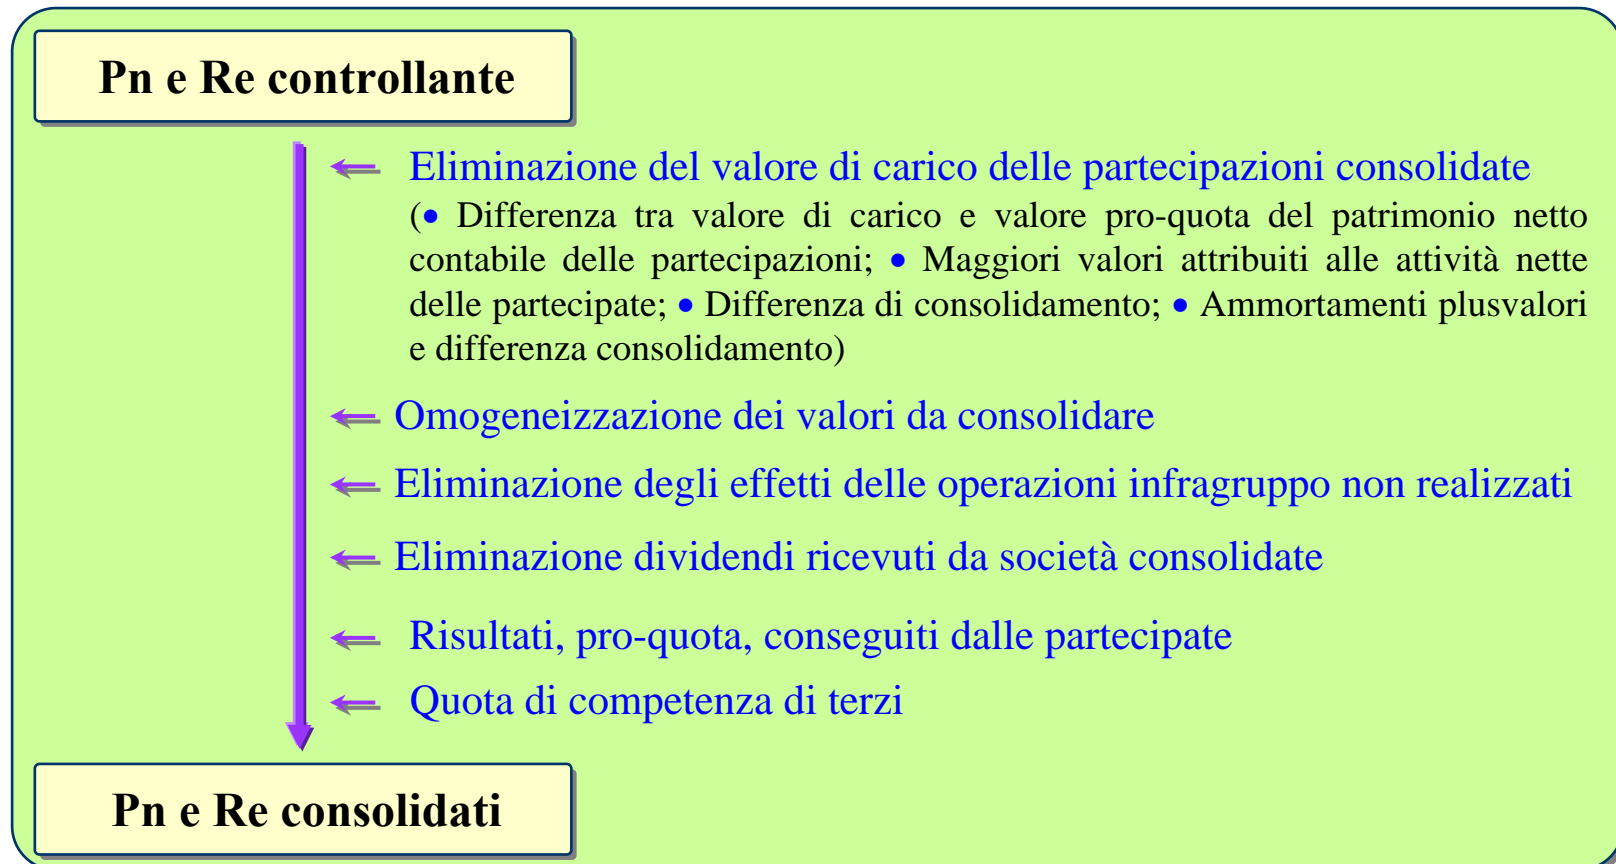 Pn e Re controllante
Eliminazione del valore di carico delle partecipazioni consolidate
(• Differenza tra valore di carico e valore pro-quota del patrimonio netto
contabile delle partecipazioni; • Maggiori valori attribuiti alle attività nette
delle partecipate; • Differenza di consolidamento; • Ammortamenti plusvalori
e differenza consolidamento)
Omogeneizzazione dei valori da consolidare
Eliminazione degli effetti delle operazioni infragruppo non realizzati
Eliminazione dividendi ricevuti da società consolidate
Risultati, pro-quota, conseguiti dalle partecipate
Quota di competenza di terzi
Pn e Re consolidati